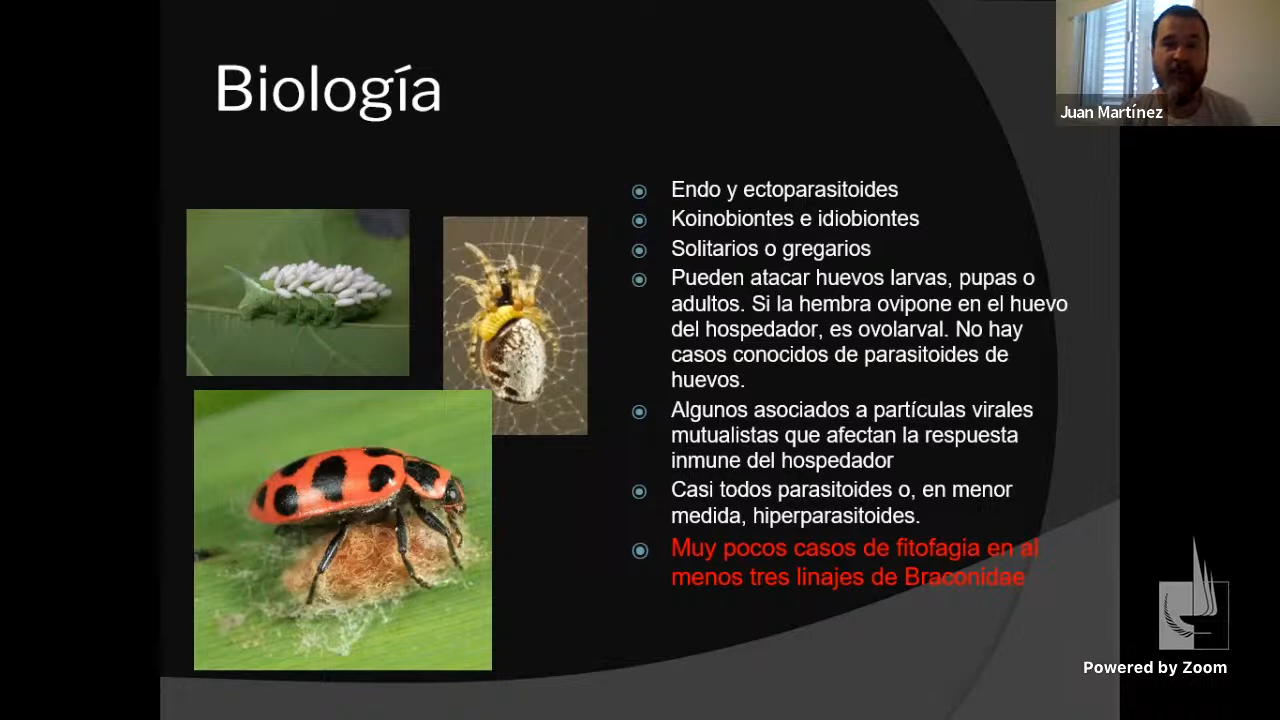 Biología
Juan Martínez
Endo y ectoparasitoides
Koinobiontes e idiobiontes
Solitarios o gregarios
Pueden atacar huevos larvas, pupas o
adultos. Si la hembra ovipone en el huevo
del hospedador, es ovolarval. No hay
casos conocidos de parasitoides de
huevos.
Algunos asociados a partículas virales
mutualistas que afectan la respuesta
inmune del hospedador
Casi todos parasitoides o, en menor
medida, hiperparasitoides.
Muy pocos casos de fitofagia en al
menos tres linajes de Braconidae
Powered by Zoom